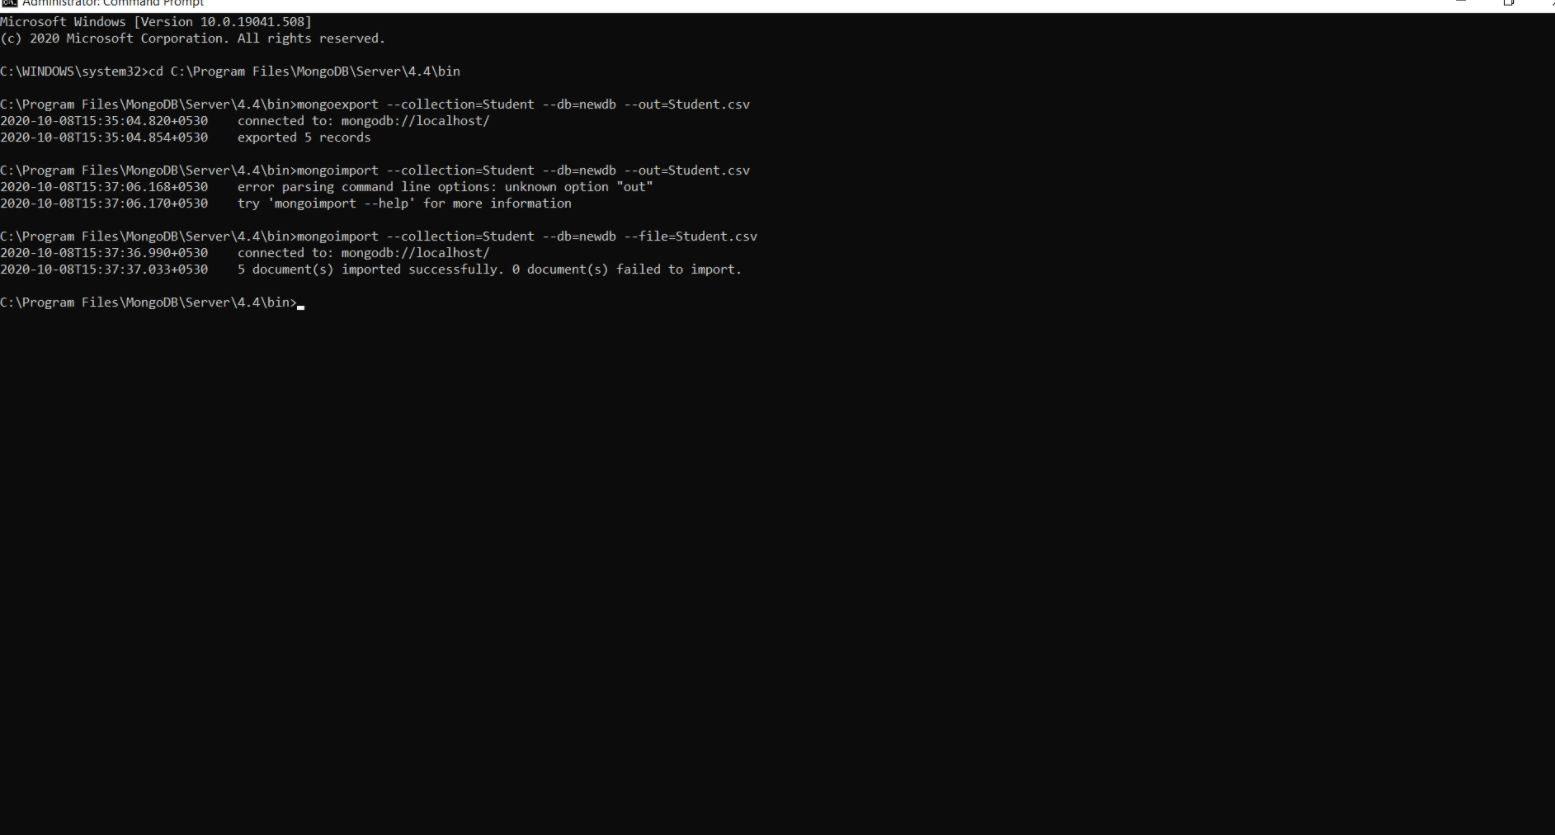 Administrator: Command Prompt
Microsoft Windows [Version 10.0.19041.508]
(c) 2020 Microsoft Corporation. All rights reserved.
C:\WINDOWS\system32>cd C:\Program Files\MongoDB\Server\4.4\bin
C:\Program Files\MongoDB\Server\4.4\bin>mongoexport --collection=Student --db=newdb --out=Student.csv
2020-10-08T15:35:04.820+0530    connected to: mongodb://localhost/
2020-10-08T15:35:04.854+0530    exported 5 records
C:\Program Files\MongoDB\Server\4.4\bin>mongoimport --collection=Student --db=newdb --out=Student.csv
2020-10-08T15:37:06.168+0530    error parsing command line options: unknown option "out"
2020-10-08T15:37:06.170+0530    try 'mongoimport --help' for more information
C:\Program Files\MongoDB\Server\4.4\bin>mongoimport --collection=Student --db=newdb --file=Student.csv
2020-10-08T15:37:36.990+0530    connected to: mongodb://localhost/
2020-10-08T15:37:37.033+0530    5 document(s) imported successfully. 0 document(s) failed to import.
C:\Program Files\MongoDB\Server\4.4\bin>